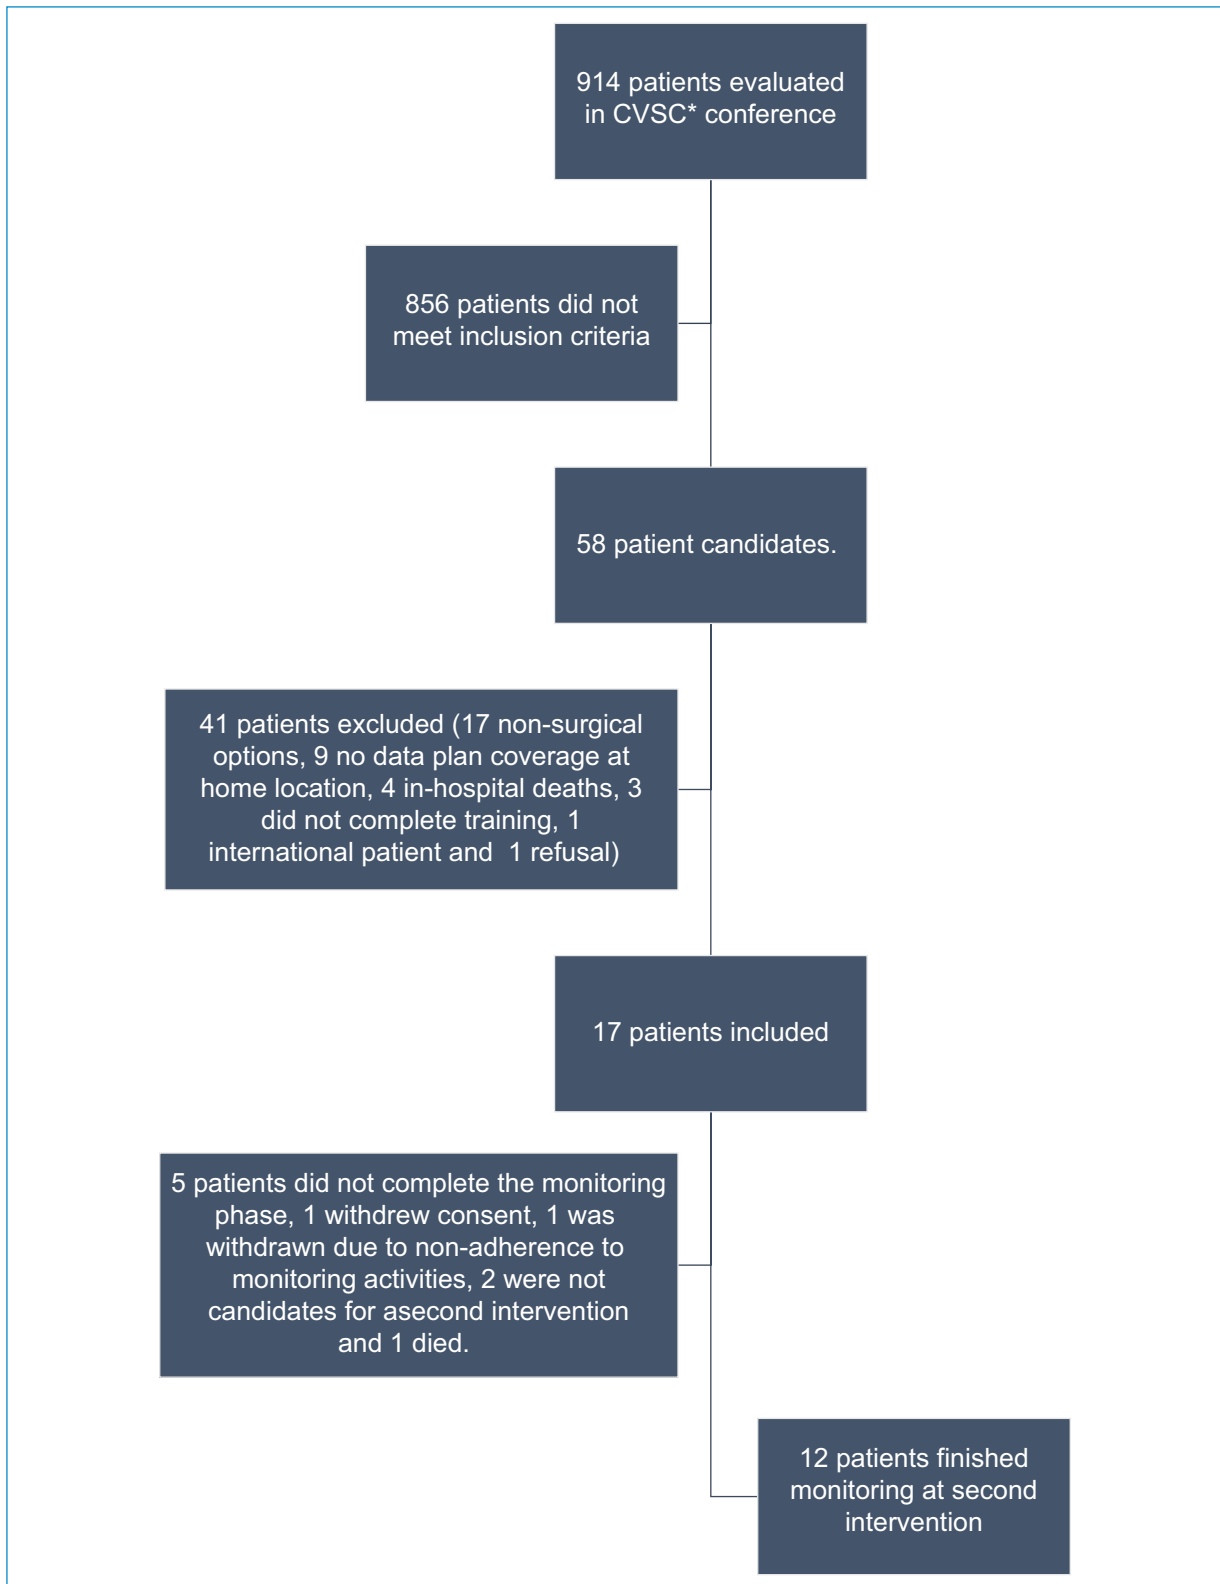 914 patients evaluated
in CVSC* conference
856 patients did not
meet inclusion criteria
58 patient candidates.
41 patients excluded (17 non-surgical
options, 9 no data plan coverage at
home location, 4 in-hospital deaths, 3
did not complete training, 1
international patient and 1 refusal)
17 patients included
5 patients did not complete the monitoring
phase, 1 withdrew consent, 1 was
withdrawn due to non-adherence to
monitoring activities, 2 were not
candidates for asecond intervention
and 1 died.
12 patients finished
monitoring at second
intervention